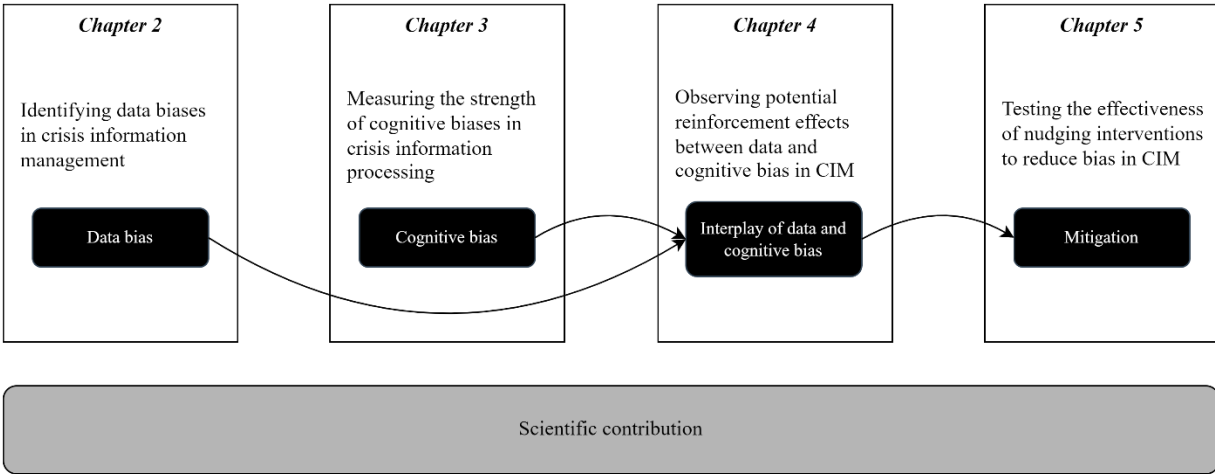 Chapter 2
Identifying data biases
in crisis information
management
Data bias
Chapter 3
Measuring the strength
of cognitive biases in
crisis information
processing
Cognitive bias
Chapter 4
Observing potential
reinforcement effects
between data and
cognitive bias in CIM
Interplay of data and
cognitive bias
Chapter 5
Testing the effectiveness
of nudging interventions
to reduce bias in CIM
Mitigation
Scientific contribution